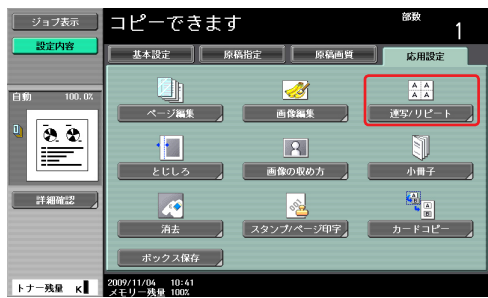 ジョブ表示
コピーできます
部数
1
設定内容
基本設定
原稿指定
原稿画質
応用設定
自動 100.0%
ページ編集
画像編集
A A
A A
連写/リピート
とじしろ
画像の収め方
小冊子
詳細確認
消去
スタンプ/ページ印字
カードコピー
ボックス保存
トナー残量 K
2009/11/04 10:41
メモリー残量 100%